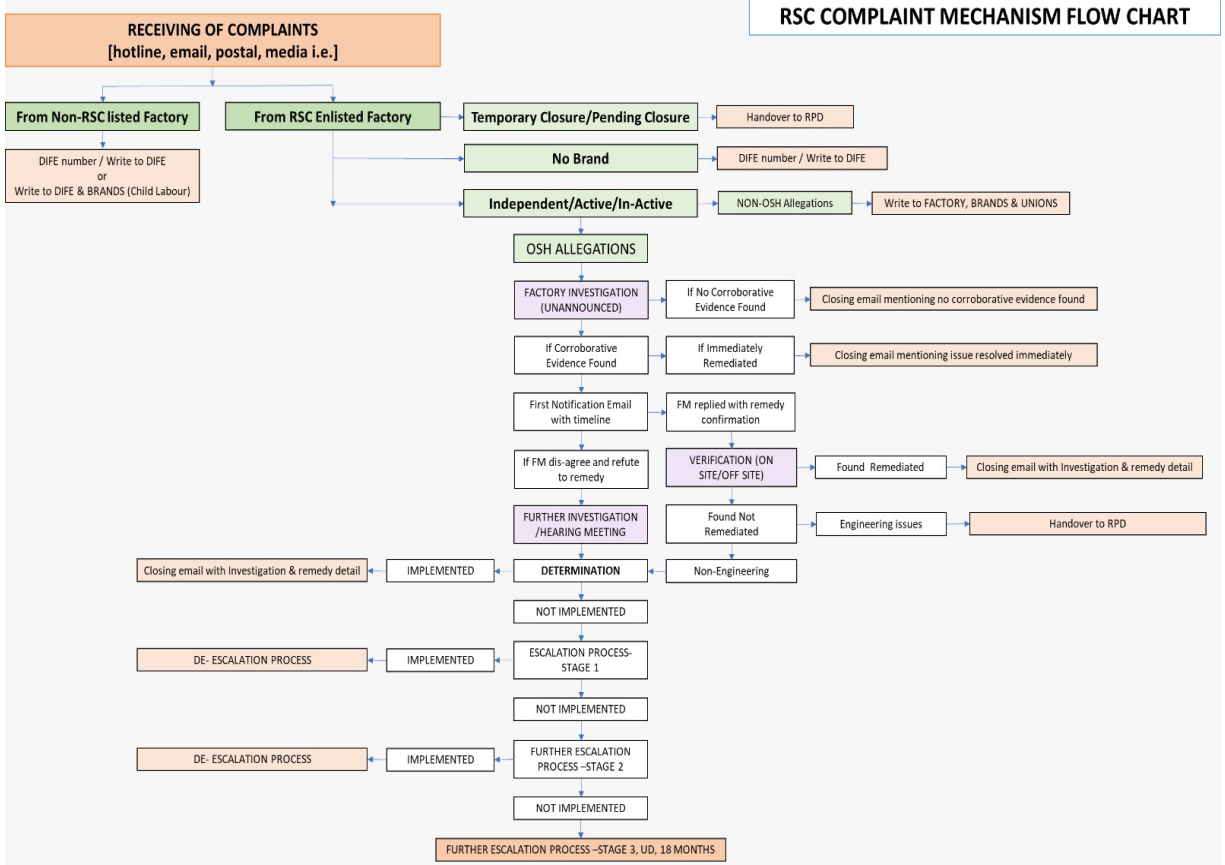 RSC COMPLAINT MECHANISM FLOW CHART
RECEIVING OF COMPLAINTS
[hotline, email, postal, media i.e.]
From Non-RSC listed Factory
From RSC Enlisted Factory
Temporary Closure/Pending Closure
Handover to RPD
DIFE number / Write to DIFE
or
Write to DIFE & BRANDS (Child Labour)
No Brand
DIFE number / Write to DIFE
Independent/Active/In-Active
NON-OSH Allegations
Write to FACTORY, BRANDS & UNIONS
OSH ALLEGATIONS
FACTORY INVESTIGATION
(UNANNOUNCED)
If No Corroborative
Evidence Found
Closing email mentioning no corroborative evidence found
If Corroborative
Evidence Found
If Immediately
Remediated
Closing email mentioning issue resolved immediately
First Notification Email
with timeline
FM replied with remedy
confirmation
If FM dis-agree and refute
to remedy
VERIFICATION (ON
SITE/OFF SITE)
Found Remediated
Closing email with Investigation & remedy detail
FURTHER INVESTIGATION
/HEARING MEETING
Found Not
Remediated
Engineering issues
Handover to RPD
Closing email with Investigation & remedy detail
IMPLEMENTED
DETERMINATION
Non-Engineering
NOT IMPLEMENTED
DE- ESCALATION PROCESS
IMPLEMENTED
ESCALATION PROCESS-
STAGE 1
NOT IMPLEMENTED
DE- ESCALATION PROCESS
IMPLEMENTED
FURTHER ESCALATION
PROCESS –STAGE 2
NOT IMPLEMENTED
FURTHER ESCALATION PROCESS –STAGE 3, UD, 18 MONTHS